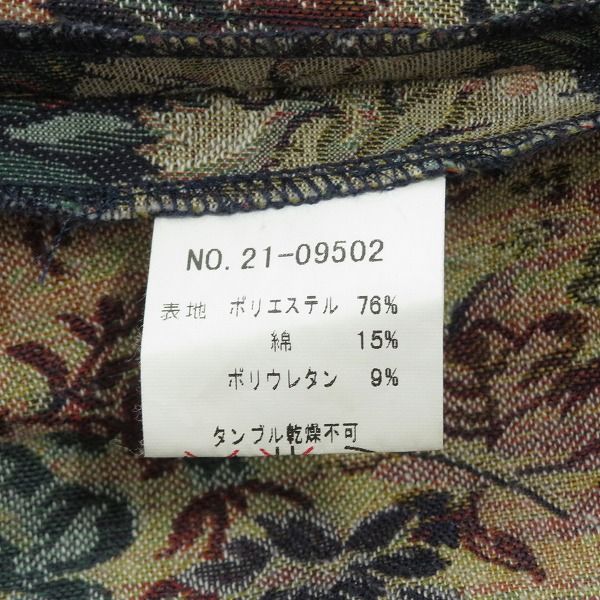 NO. 21-09502
表地 ポリエステル 76%
綿 15%
ポリウレタン 9%
タンブル乾燥不可